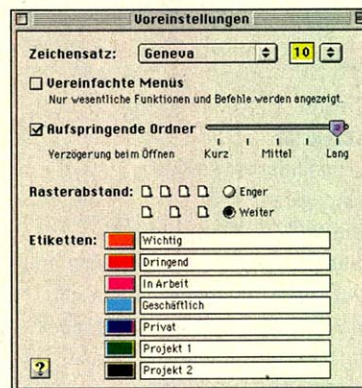 Voreinstellungen
Zeichensatz: Geneva 10
Vereinfachte Menüs
Nur wesentliche Funktionen und Befehle werden angezeigt.
Aufspringende Ordner
Verzögerung beim Öffnen Kurz Mittel Lang
Rasterabstand: Enger
Weiter
Etiketten: Wichtig
Dringend
In Arbeit
Geschäftlich
Privat
Projekt 1
? Projekt 2